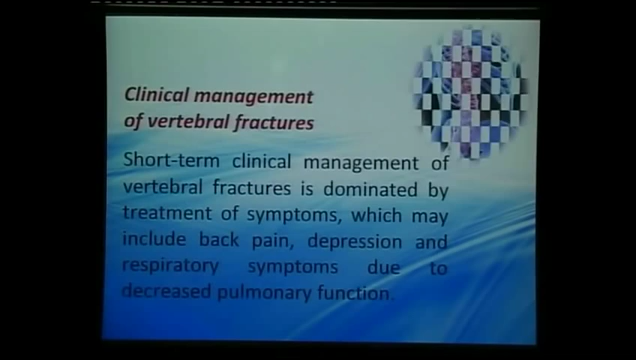 Clinical management
of vertebral fractures
Short-term clinical management of
vertebral fractures is dominated by
treatment of symptoms, which may
include back pain, depression and
respiratory symptoms due to
decreased pulmonary function.